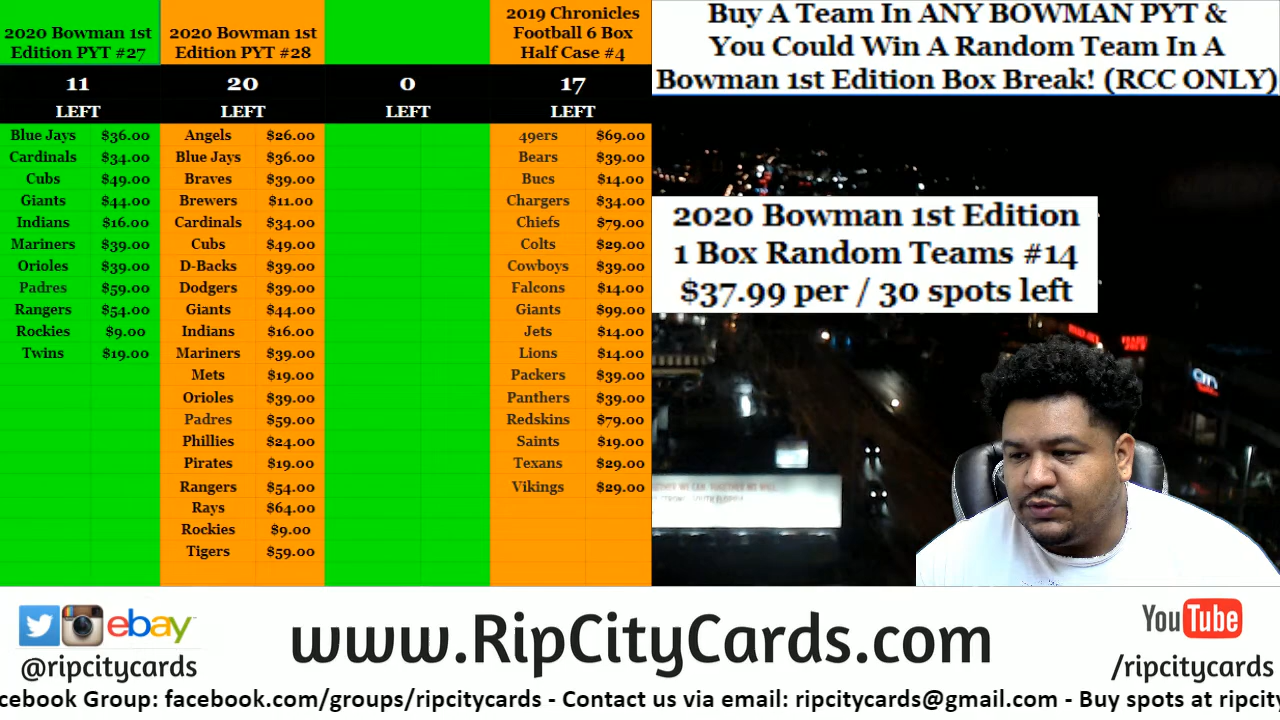 2020 Bowman 1st
Edition PYT #27
11
LEFT
Blue Jays $36.00
Cardinals $34.00
Cubs $49.00
Giants $44.00
Indians $16.00
Mariners $39.00
Orioles $39.00
Padres $59.00
Rangers $54.00
Rockies $9.00
Twins $19.00
2020 Bowman 1st
Edition PYT #28
20
LEFT
Angels $26.00
Blue Jays $36.00
Braves $39.00
Brewers $11.00
Cardinals $34.00
Cubs $49.00
D-Backs $39.00
Dodgers $39.00
Giants $44.00
Indians $16.00
Mariners $39.00
Mets $19.00
Orioles $39.00
Padres $59.00
Phillies $24.00
Pirates $19.00
Rangers $54.00
Rays $64.00
Rockies $9.00
Tigers $59.00
0
LEFT
2019 Chronicles
Football 6 Box
Half Case #4
17
LEFT
49ers $69.00
Bears $39.00
Bucs $14.00
Chargers $34.00
Chiefs $79.00
Colts $29.00
Cowboys $39.00
Falcons $14.00
Giants $99.00
Jets $14.00
Lions $14.00
Packers $39.00
Panthers $39.00
Redskins $79.00
Saints $19.00
Texans $29.00
Vikings $29.00
Buy A Team In ANY BOWMAN PYT &
You Could Win A Random Team In A
Bowman 1st Edition Box Break! (RCC ONLY)
2020 Bowman 1st Edition
1 Box Random Teams #14
$37.99 per / 30 spots left
ebay
@ripcitycards
www.RipCityCards.com
YouTube
/ripcitycards
cebook Group: facebook.com/groups/ripcitycards - Contact us via email: ripcitycards@gmail.com - Buy spots at ripcity